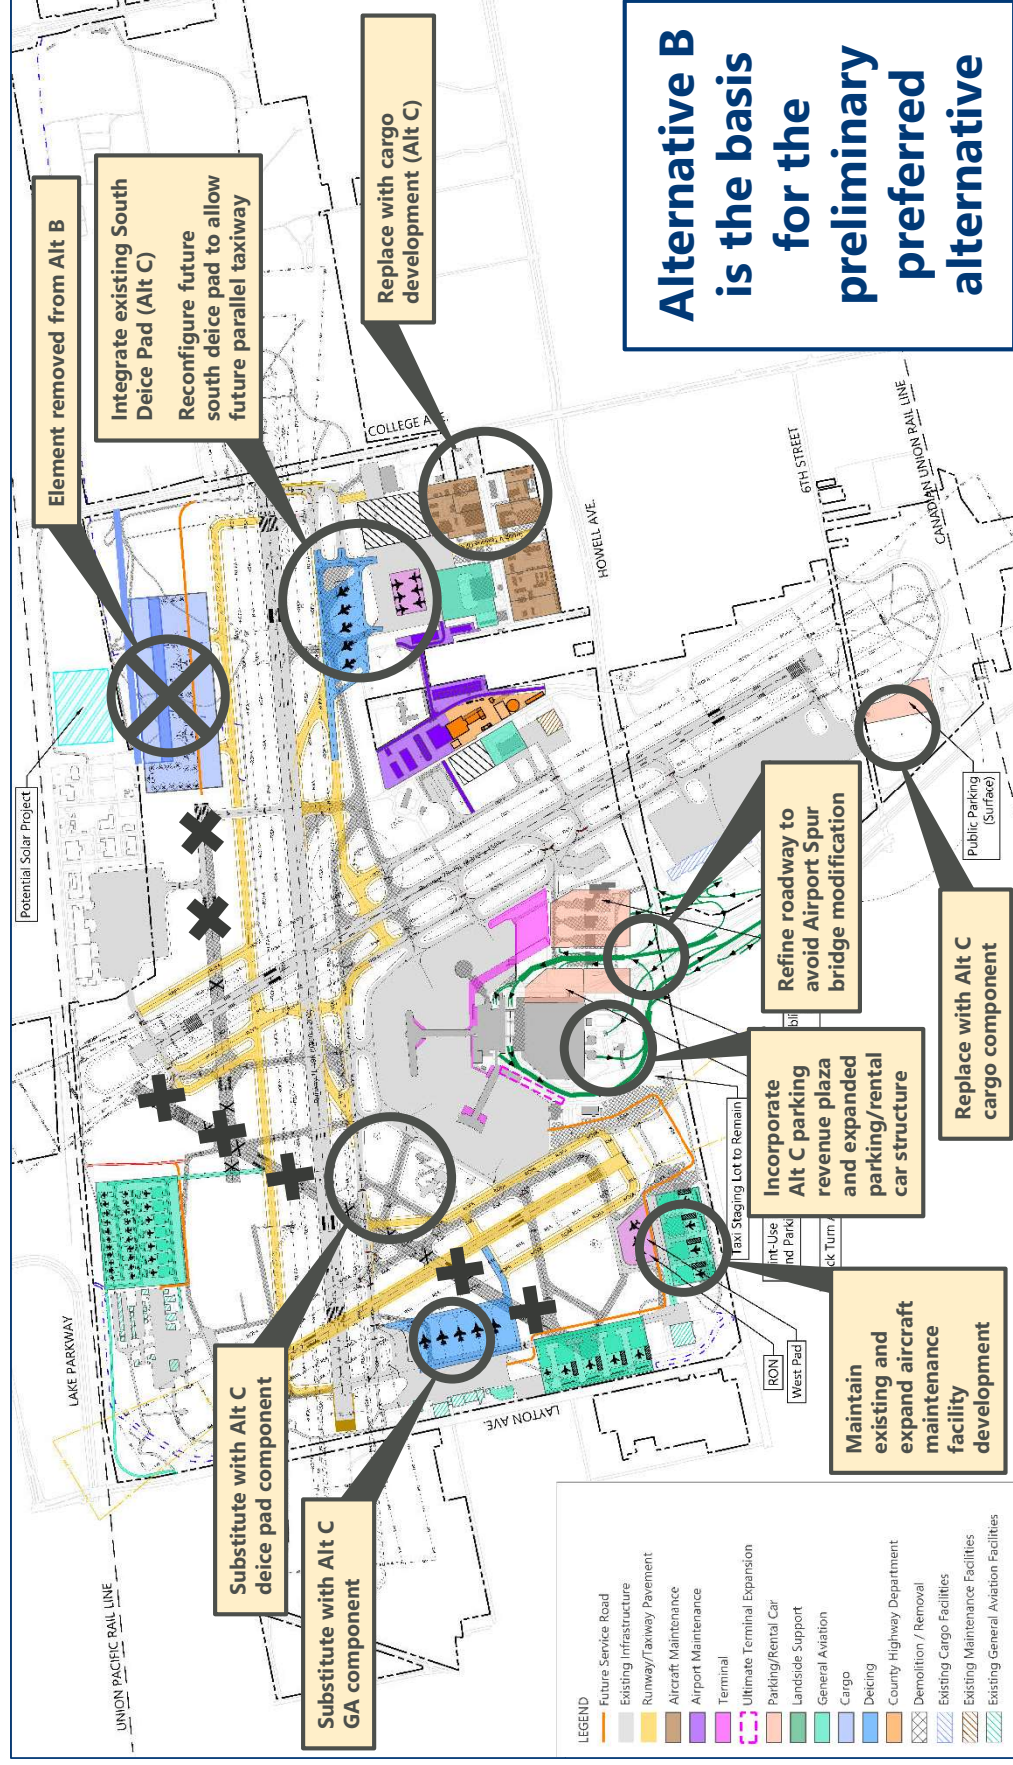 Alternative B
is the basis
for the
preliminary
preferred
alternative
Element removed from Alt B
Integrate existing South
Deice Pad (Alt C)
Reconfigure future
south deice pad to allow
future parallel taxiway
Replace with cargo
development (Alt C)
Refine roadway to
avoid Airport Spur
bridge modification
Incorporate
Alt C parking
revenue plaza
and expanded
parking/rental
car structure
Replace with Alt C
cargo component
Maintain
existing and
expand aircraft
maintenance
facility
development
Substitute with Alt C
deice pad component
Substitute with Alt C
GA component
Potential Solar Project
Public Parking
(Surface)
Taxi Staging Lot to Remain
RON
West Pad
UNION PACIFIC RAIL LINE
LAKE PARKWAY
LAYTON AVE.
COLLEGE AVE.
HOWELL AVE.
6TH STREET
CANADIAN UNION RAIL LINE
LEGEND
Future Service Road
Existing Infrastructure
Runway/Taxiway Pavement
Aircraft Maintenance
Airport Maintenance
Terminal
Ultimate Terminal Expansion
Parking/Rental Car
Landside Support
General Aviation
Cargo
Deicing
County Highway Department
Demolition / Removal
Existing Cargo Facilities
Existing Maintenance Facilities
Existing General Aviation Facilities